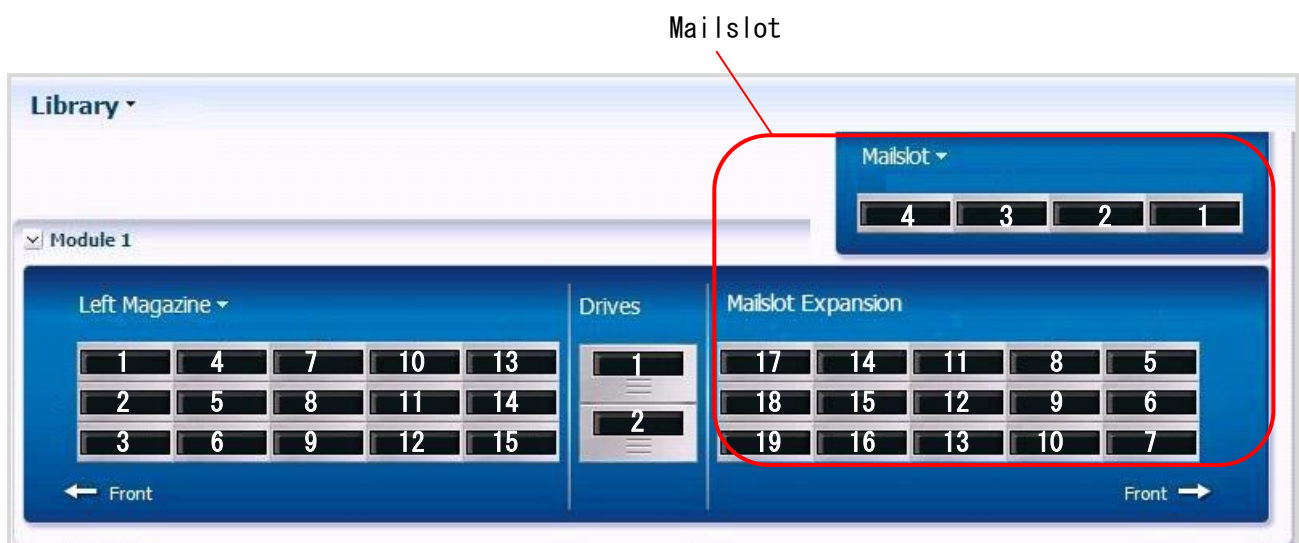 Mailslot
Library
Mailslot
4 3 2 1
Module 1
Left Magazine
Drives
Mailslot Expansion
1 4 7 10 13 1 17 14 11 8 5
2 5 8 11 14 2 18 15 12 9 6
3 6 9 12 15 19 16 13 10 7
Front
Front